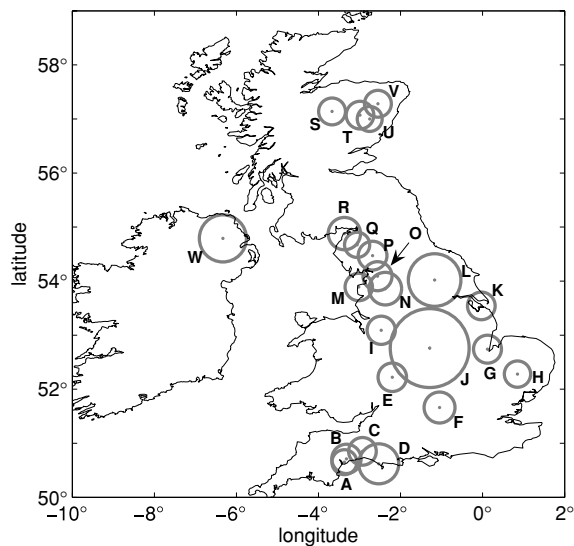 58°
V
S
T
U
56°
R
Q
O
P
W
54°
L
K
M
N
I
J
G
H
52°
E
F
B
C
D
A
50°
−10°
−8°
−6°
−4°
−2°
0°
2°
longitude
latitude